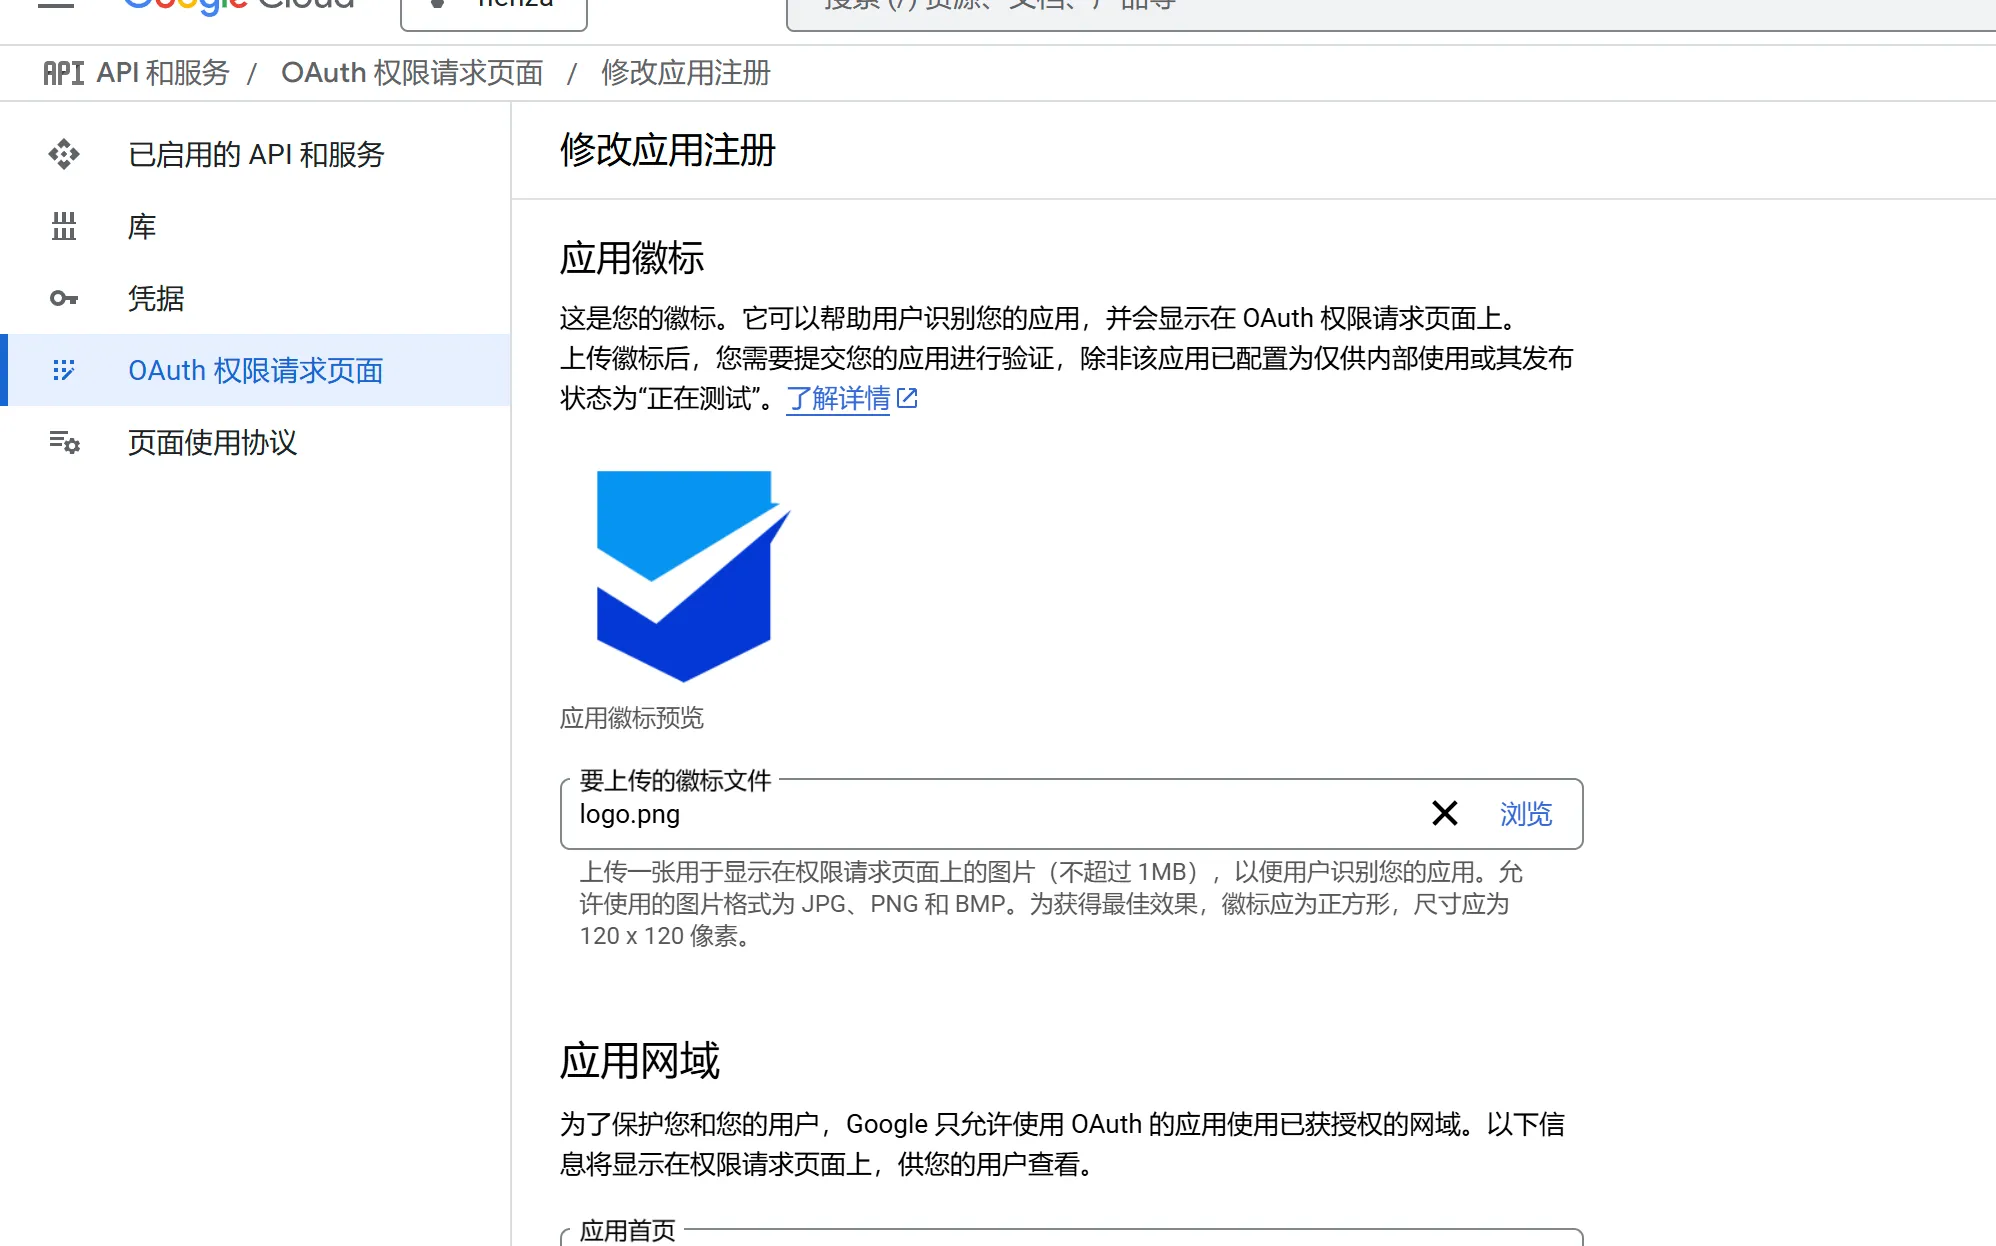 Google Cloud
搜索 (/) 资源、文档、产品等
API API 和服务 / OAuth 权限请求页面 / 修改应用注册
已启用的 API 和服务
库
凭据
OAuth 权限请求页面
页面使用协议
修改应用注册
应用徽标
这是您的徽标。它可以帮助用户识别您的应用，并会显示在 OAuth 权限请求页面上。
上传徽标后，您需要提交您的应用进行验证，除非该应用已配置为仅供内部使用或其发布
状态为“正在测试”。了解详情
应用徽标预览
要上传的徽标文件
logo.png
浏览
上传一张用于显示在权限请求页面上的图片（不超过 1MB），以便用户识别您的应用。允
许使用的图片格式为 JPG、PNG 和 BMP。为获得最佳效果，徽标应为正方形，尺寸应为
120 x 120 像素。
应用网域
为了保护您和您的用户，Google 只允许使用 OAuth 的应用使用已获授权的网域。以下信
息将显示在权限请求页面上，供您的用户查看。
应用首页